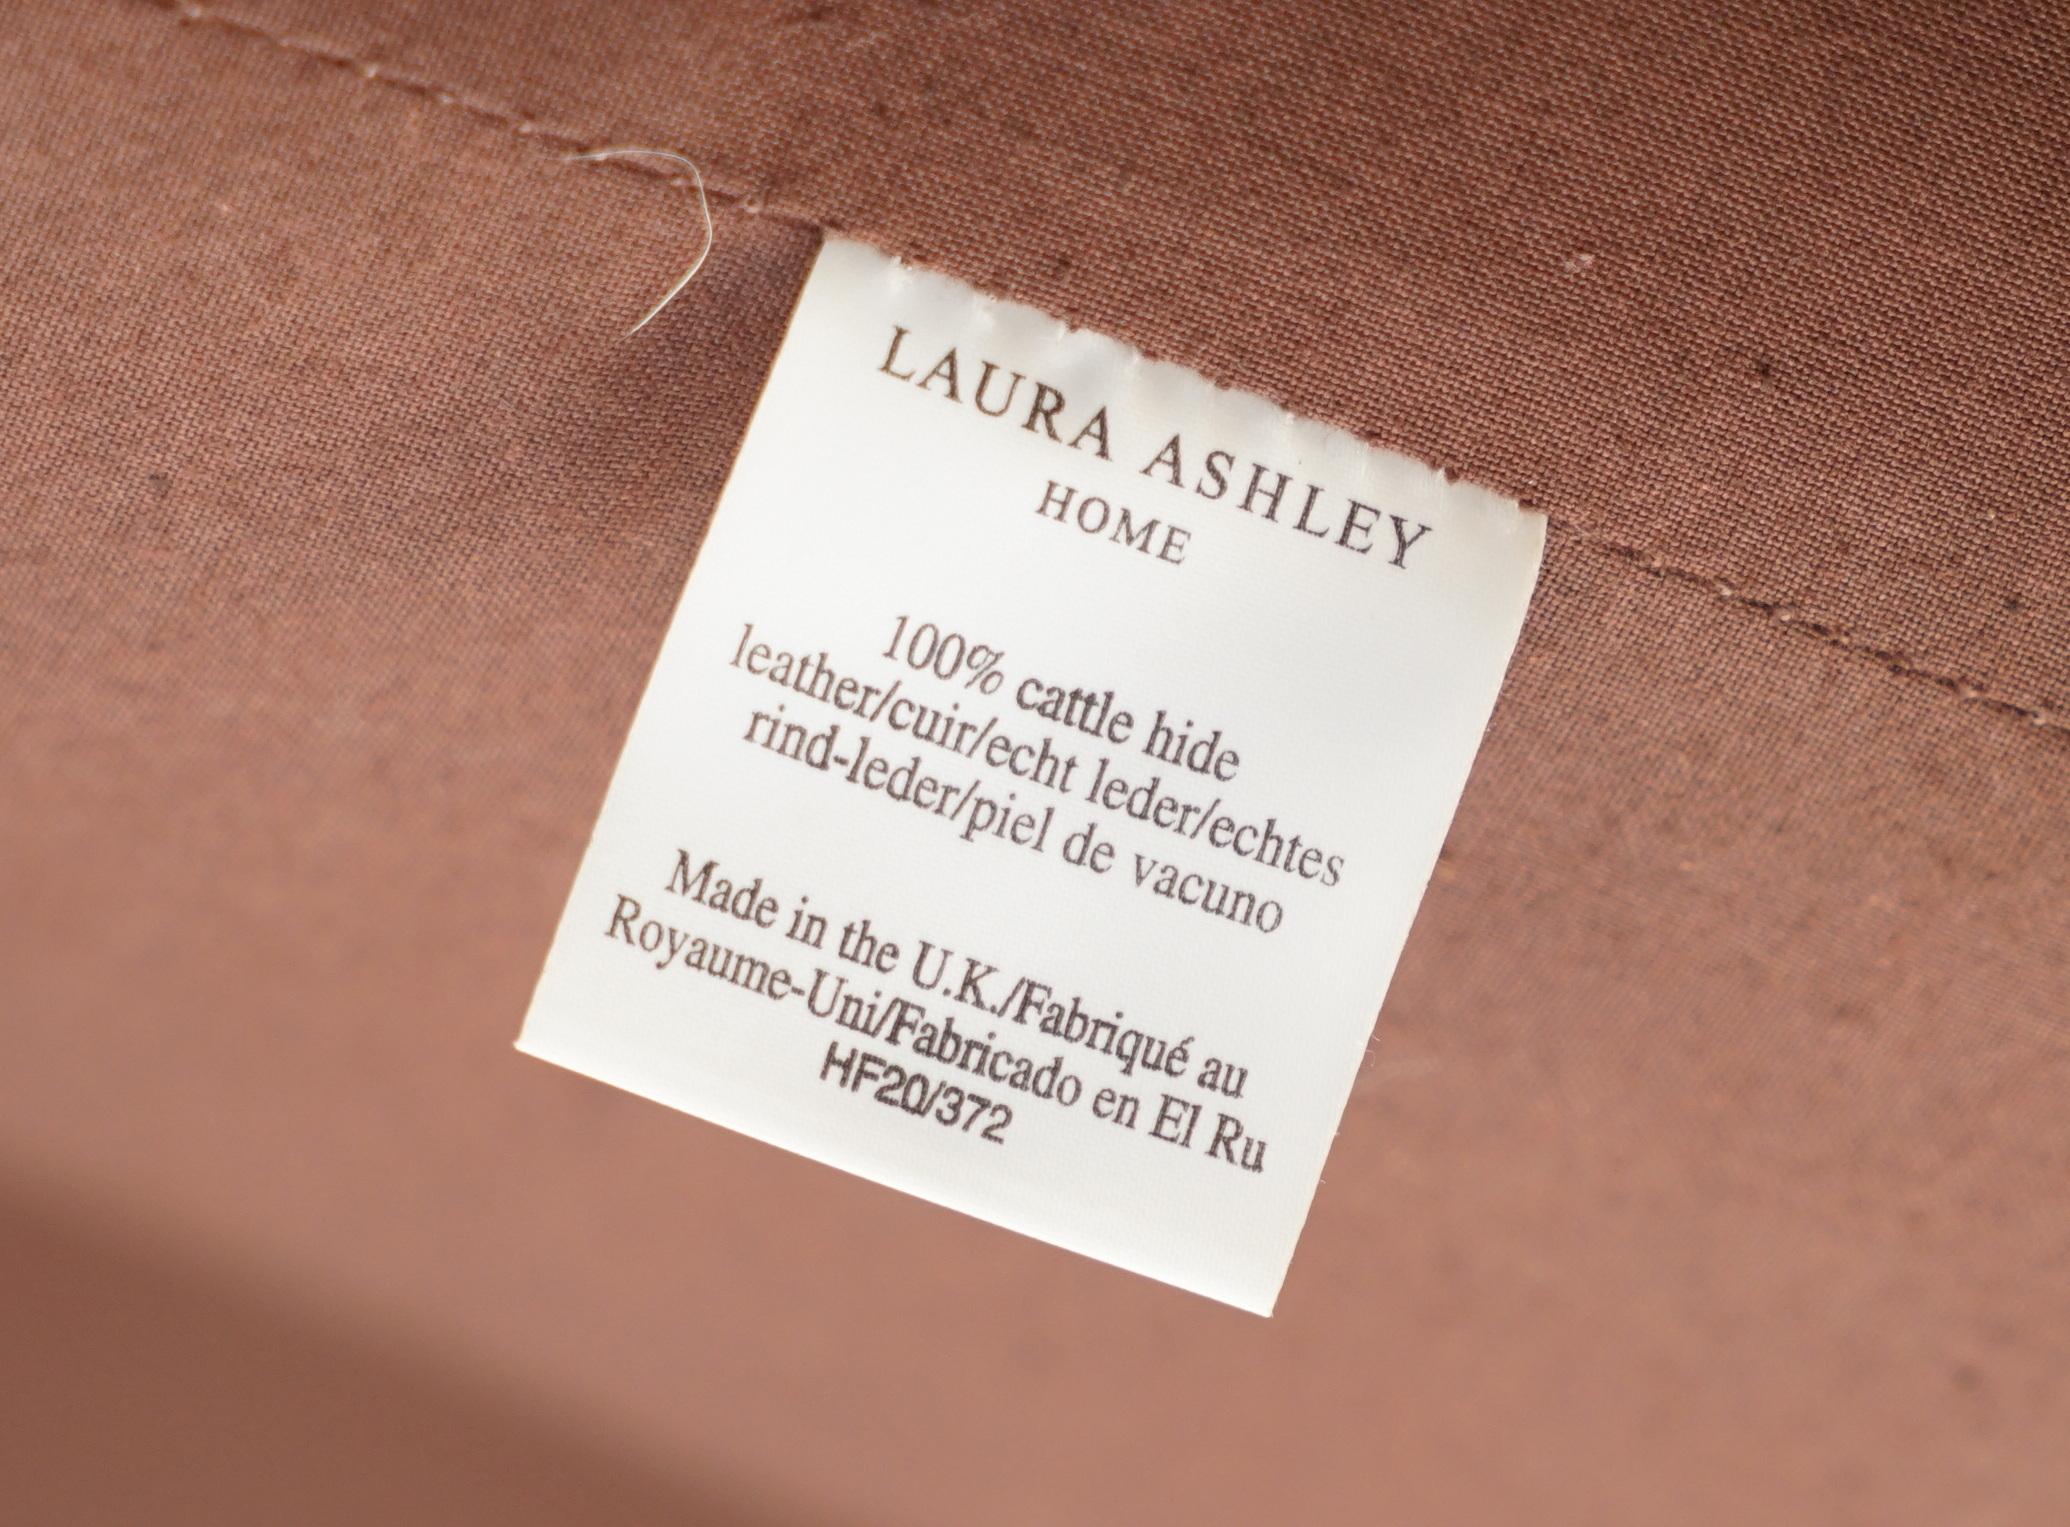 LAURA ASHLEY
HOME
100% cattle hide
leather/cuir/echt leder/echtes
rind-leder/piel de vacuno
Made in the U.K./Fabriqué au
Royaume-Uni/Fabricado en El Ru
HF20/372